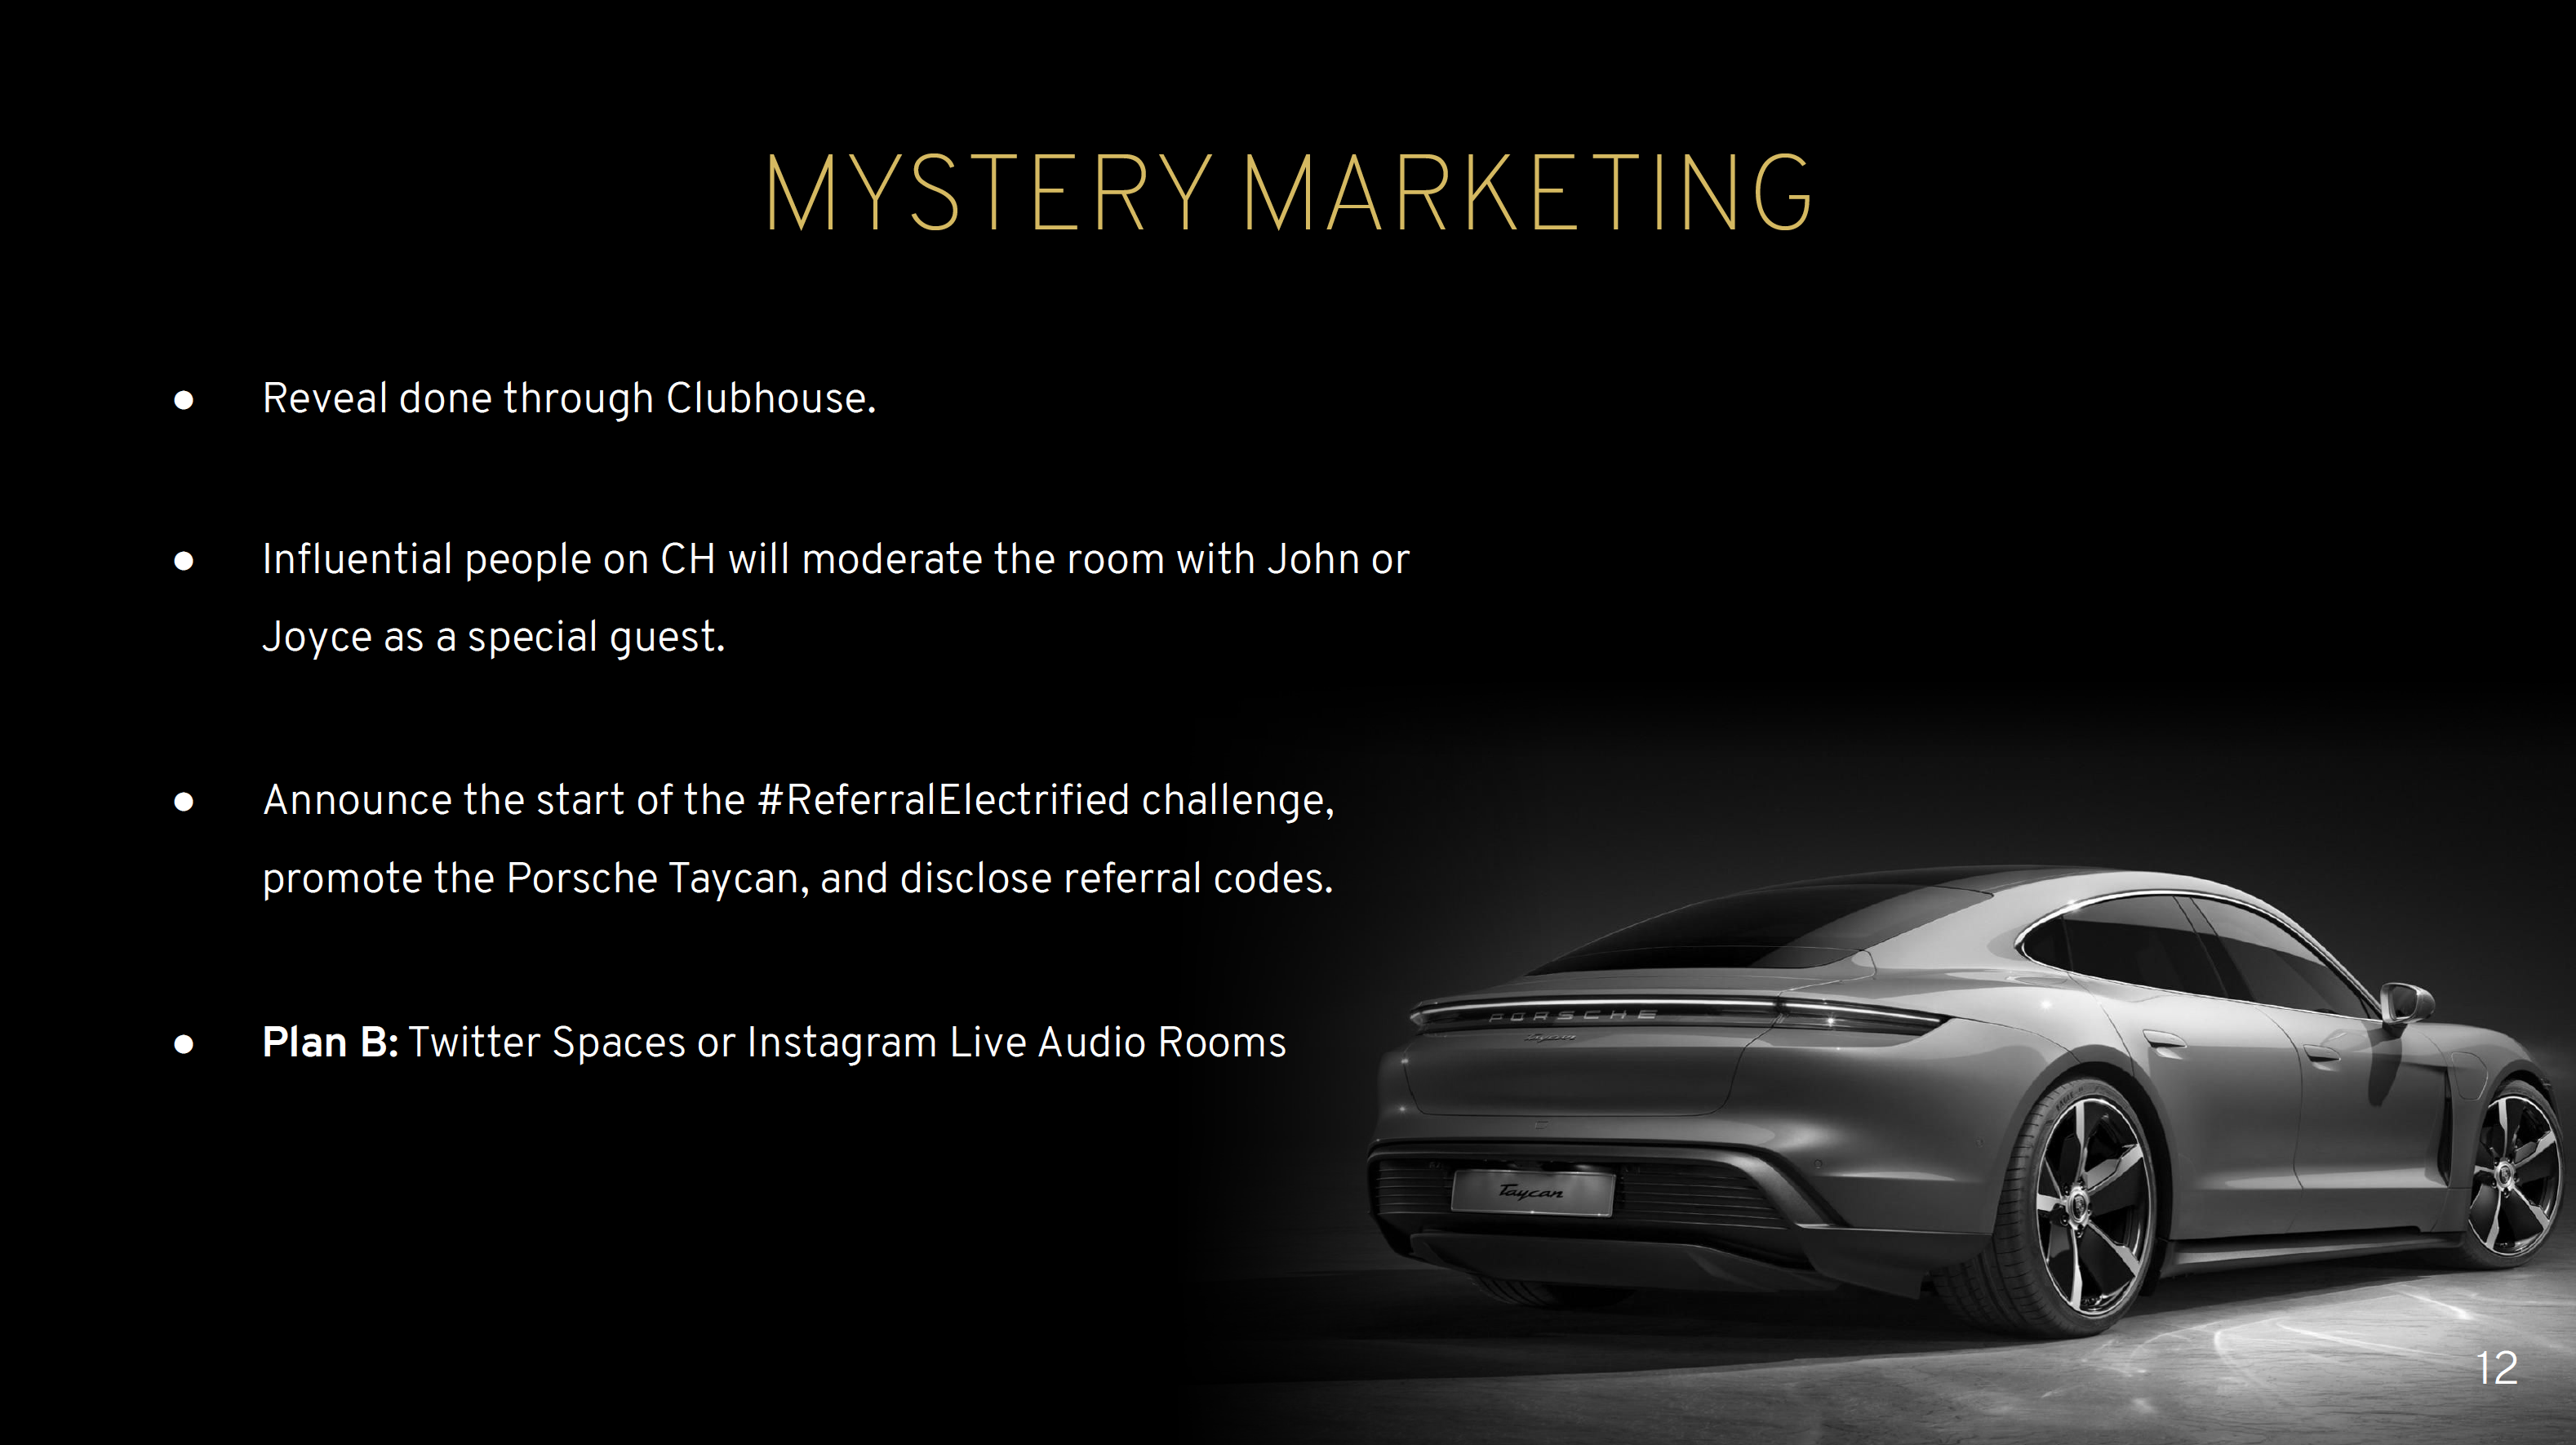 MYSTERY MARKETING
● Reveal done through Clubhouse.
● Influential people on CH will moderate the room with John or
Joyce as a special guest.
● Announce the start of the #ReferralElectrified challenge,
promote the Porsche Taycan, and disclose referral codes.
● Plan B: Twitter Spaces or Instagram Live Audio Rooms
PORSCHE
Taycan
Taycan
12